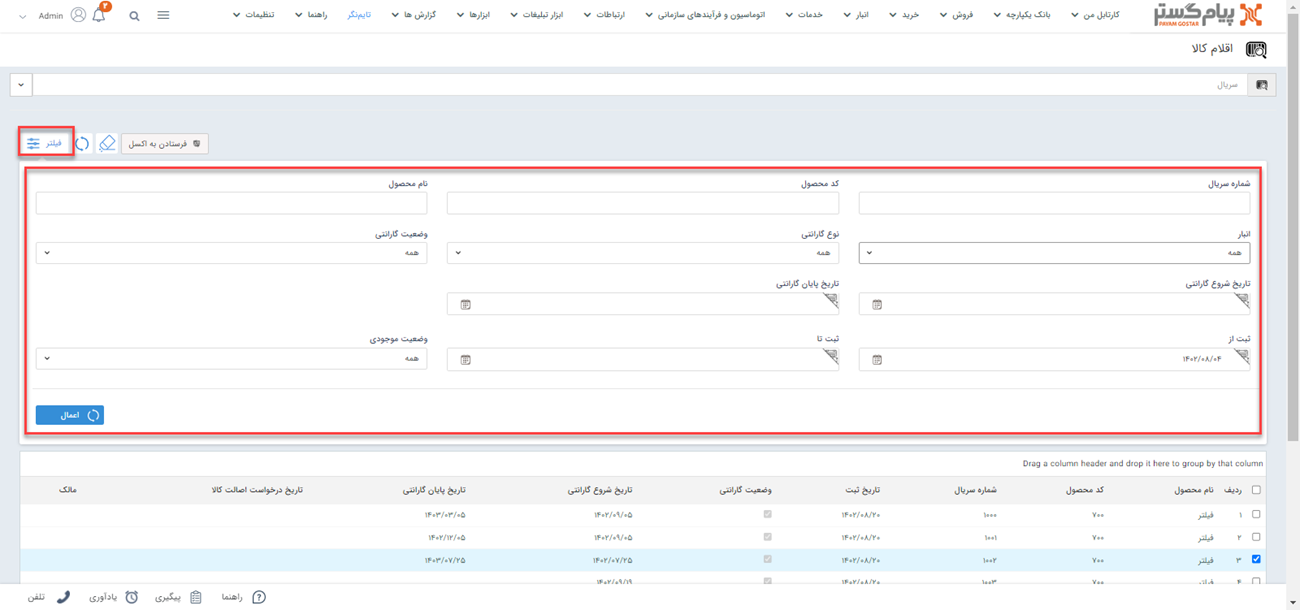 پیام گستر کارتابل من بانک یکپارچه فروش خرید انبار خدمات اتوماسیون و فرآیندهای سازمانی ارتباطات ابزار تبلیغات ابزارها گزارش ها تایم‌نگر راهنما تنظیمات ۳ Admin
PAYAM GOSTAR
اقلام کالا
سریال
فرستادن به اکسل فیلتر
شماره سریال کد محصول نام محصول
انبار نوع گارانتی وضعیت گارانتی
همه همه همه
تاریخ شروع گارانتی تاریخ پایان گارانتی
ثبت از ثبت تا وضعیت موجودی
۱۴۰۲/۰۸/۰۴ همه
اعمال
Drag a column header and drop it here to group by that column
ردیف نام محصول کد محصول شماره سریال تاریخ ثبت وضعیت گارانتی تاریخ شروع گارانتی تاریخ پایان گارانتی تاریخ درخواست اصالت کالا مالک
۱ فیلتر ۷۰۰ ۱۰۰۰ ۱۴۰۲/۰۸/۲۰ ۱۴۰۲/۰۹/۰۵ ۱۴۰۳/۰۳/۰۵
۲ فیلتر ۷۰۰ ۱۰۰۱ ۱۴۰۲/۰۸/۲۰ ۱۴۰۲/۰۹/۰۵ ۱۴۰۲/۱۲/۰۵
۳ فیلتر ۷۰۰ ۱۰۰۲ ۱۴۰۲/۰۸/۲۰ ۱۴۰۲/۰۷/۲۵ ۱۴۰۳/۰۷/۲۵
۴ فیلتر ۷۰۰ ۱۰۰۳ ۱۴۰۲/۰۸/۲۰ ۱۴۰۲/۰۹/۱۹
راهنما پیگیری یادآوری تلفن